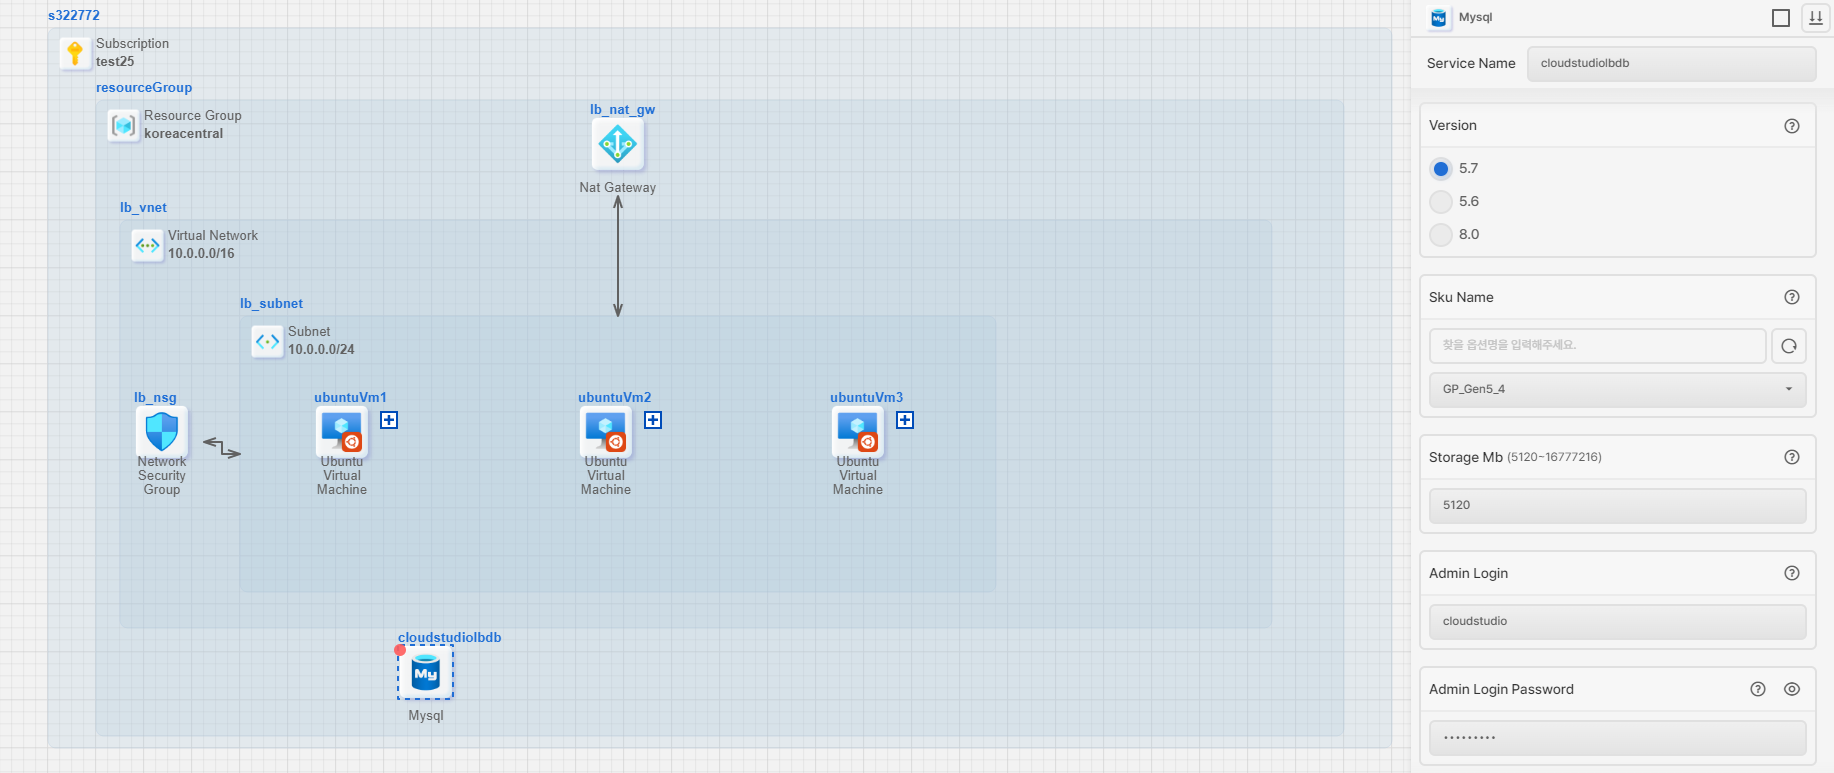 s322772
Subscription
test25
resourceGroup
Resource Group
koreacentral
lb_nat_gw
Nat Gateway
lb_vnet
Virtual Network
10.0.0.0/16
lb_subnet
Subnet
10.0.0.0/24
lb_nsg
Network
Security
Group
ubuntuVm1
Ubuntu
Virtual
Machine
ubuntuVm2
Ubuntu
Virtual
Machine
ubuntuVm3
Ubuntu
Virtual
Machine
cloudstudiolbdb
My
Mysql
My
Mysql
Service Name
cloudstudiolbdb
Version
5.7
5.6
8.0
Sku Name
찾을 옵션명을 입력해주세요.
GP_Gen5_4
Storage Mb (5120~16777216)
5120
Admin Login
cloudstudio
Admin Login Password
•••••••••